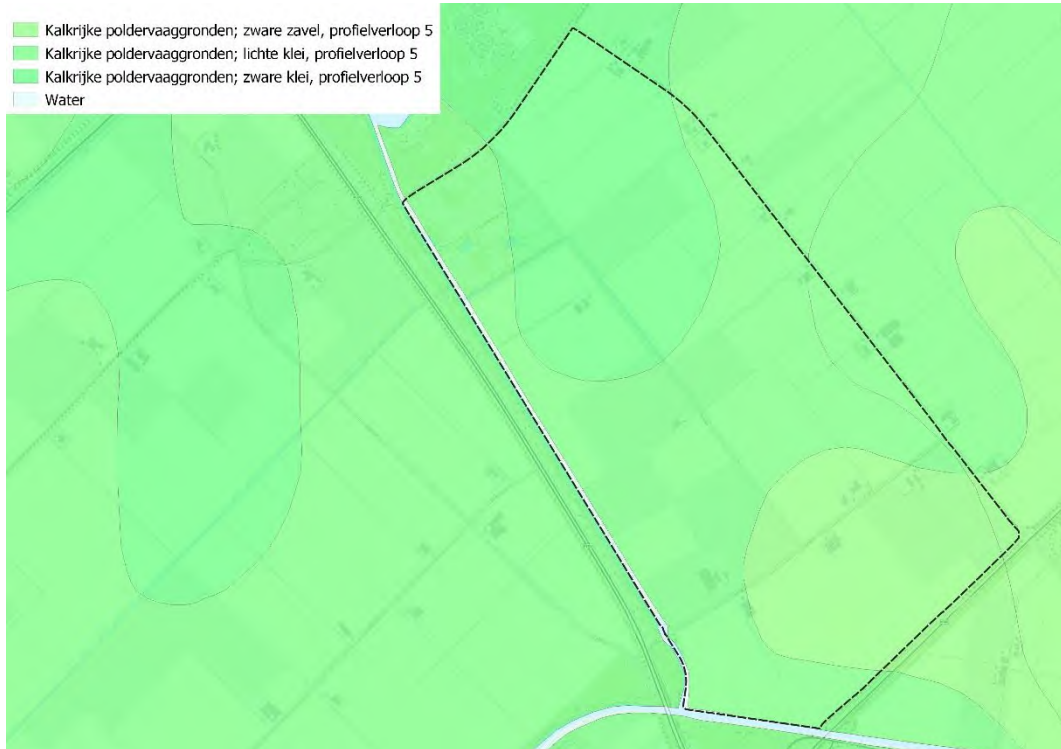 Kalkrijke poldervaaggronden; zware zavel, profielverloop 5
Kalkrijke poldervaaggronden; lichte klei, profielverloop 5
Kalkrijke poldervaaggronden; zware klei, profielverloop 5
Water